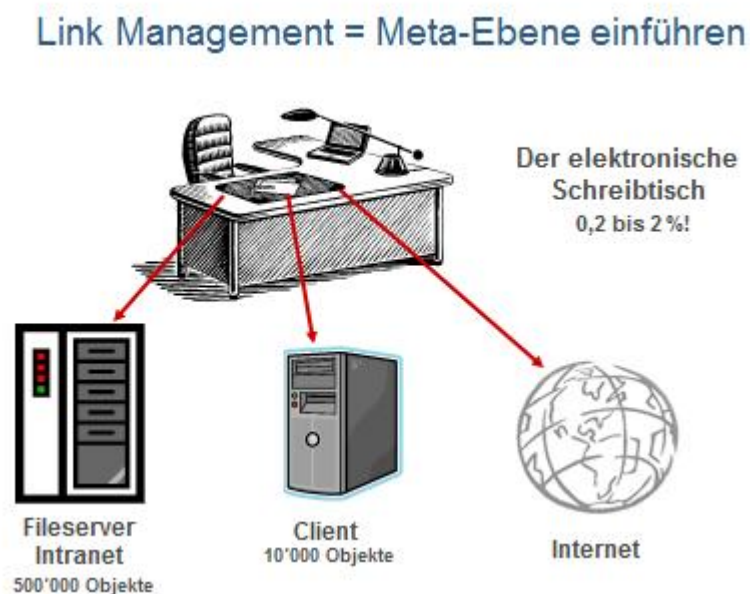 Link Management = Meta-Ebene einführen
Der elektronische
Schreibtisch
0,2 bis 2%!
Fileserver
Intranet
500'000 Objekte
Client
10'000 Objekte
Internet